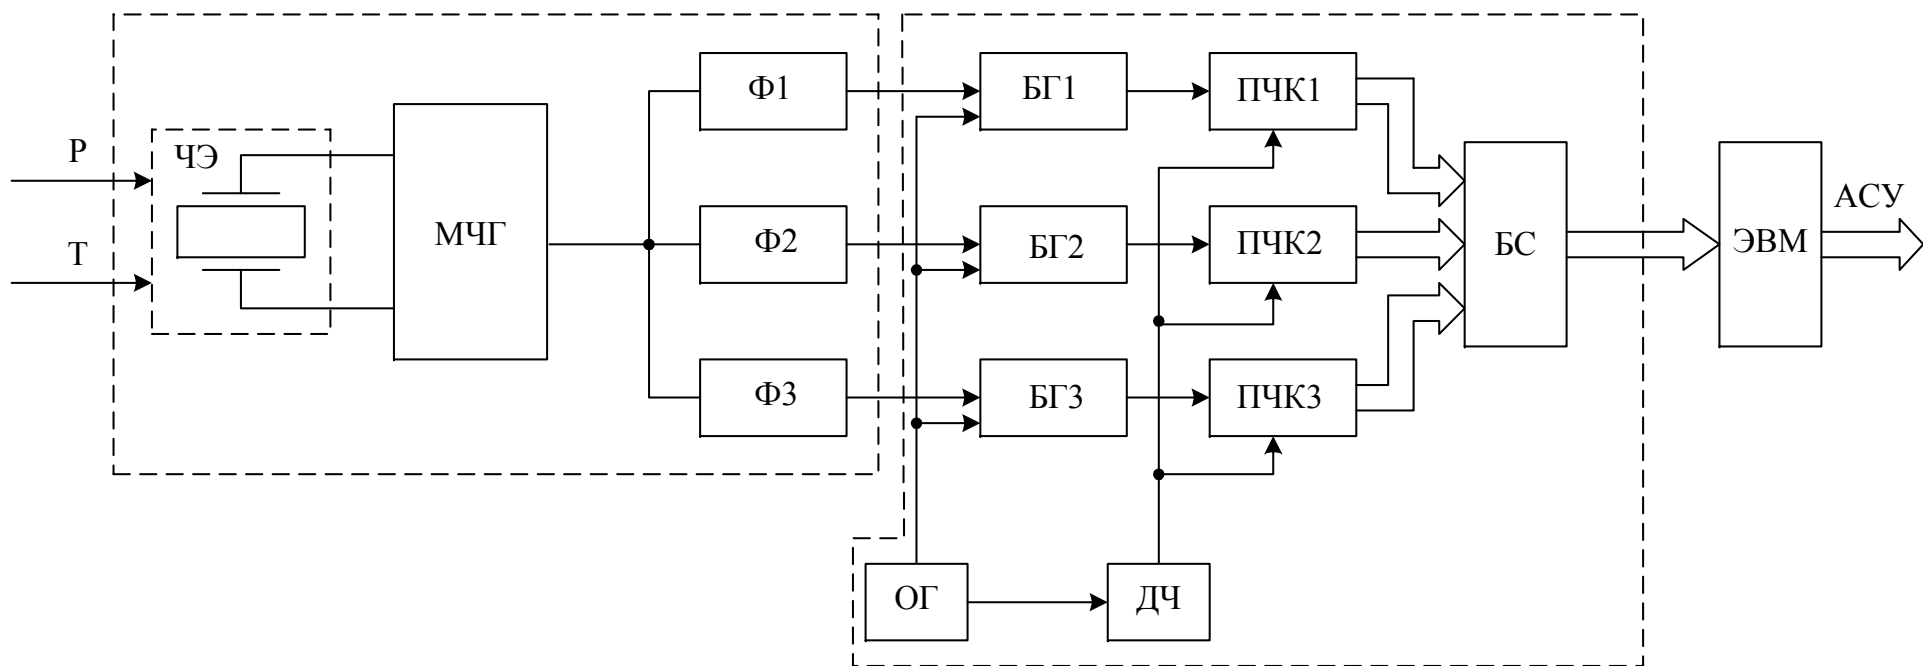 Р
Т
ЧЭ
МЧГ
Ф1
Ф2
Ф3
БГ1
БГ2
БГ3
ПЧК1
ПЧК2
ПЧК3
ОГ
ДЧ
БС
ЭВМ
АСУ